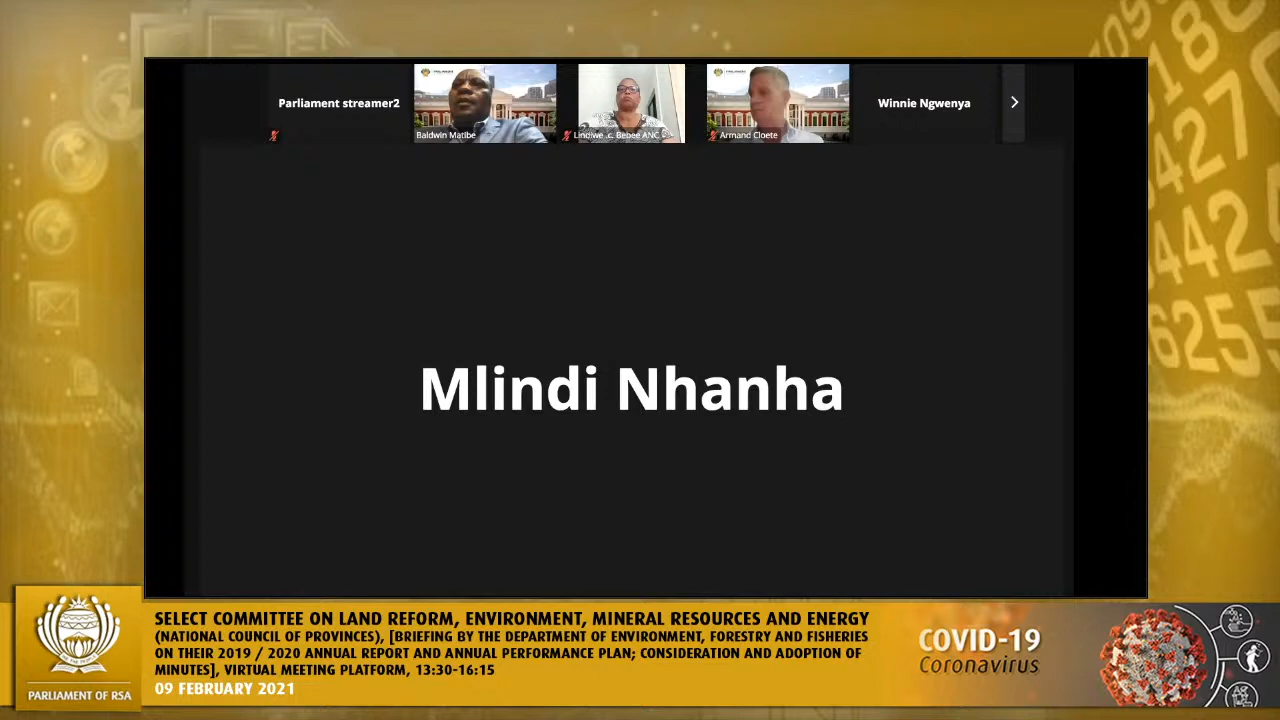 Parliament streamer2
Baldwin Matibe
Lindiwe .c. Bebee ANC
Armand Cloete
Winnie Ngwenya
Mlindi Nhanha
SELECT COMMITTEE ON LAND REFORM, ENVIRONMENT, MINERAL RESOURCES AND ENERGY
(NATIONAL COUNCIL OF PROVINCES), [BRIEFING BY THE DEPARTMENT OF ENVIRONMENT, FORESTRY AND FISHERIES
ON THEIR 2019 / 2020 ANNUAL REPORT AND ANNUAL PERFORMANCE PLAN; CONSIDERATION AND ADOPTION OF
MINUTES], VIRTUAL MEETING PLATFORM, 13:30-16:15
09 FEBRUARY 2021
PARLIAMENT OF RSA
COVID-19
Coronavirus